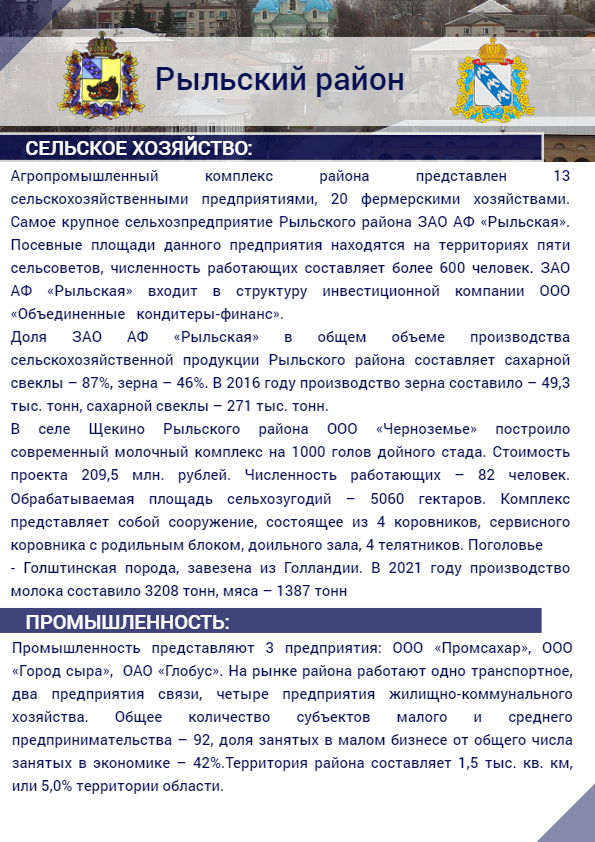 Рыльский район
СЕЛЬСКОЕ ХОЗЯЙСТВО:
Агропромышленный комплекс района представлен 13
сельскохозяйственными предприятиями, 20 фермерскими хозяйствами.
Самое крупное сельхозпредприятие Рыльского района ЗАО АФ «Рыльская».
Посевные площади данного предприятия находятся на территориях пяти
сельсоветов, численность работающих составляет более 600 человек. ЗАО
АФ «Рыльская» входит в структуру инвестиционной компании ООО
«Объединенные кондитеры-финанс».
Доля ЗАО АФ «Рыльская» в общем объеме производства
сельскохозяйственной продукции Рыльского района составляет сахарной
свеклы – 87%, зерна – 46%. В 2016 году производство зерна составило – 49,3
тыс. тонн, сахарной свеклы – 271 тыс. тонн.
В селе Щекино Рыльского района ООО «Черноземье» построило
современный молочный комплекс на 1000 голов дойного стада. Стоимость
проекта 209,5 млн. рублей. Численность работающих – 82 человек.
Обрабатываемая площадь сельхозугодий – 5060 гектаров. Комплекс
представляет собой сооружение, состоящее из 4 коровников, сервисного
коровника с родильным блоком, доильного зала, 4 телятников. Поголовье
- Голштинская порода, завезена из Голландии. В 2021 году производство
молока составило 3208 тонн, мяса – 1387 тонн
ПРОМЫШЛЕННОСТЬ:
Промышленность представляют 3 предприятия: ООО «Промсахар», ООО
«Город сыра», ОАО «Глобус». На рынке района работают одно транспортное,
два предприятия связи, четыре предприятия жилищно-коммунального
хозяйства. Общее количество субъектов малого и среднего
предпринимательства – 92, доля занятых в малом бизнесе от общего числа
занятых в экономике – 42%.Территория района составляет 1,5 тыс. кв. км,
или 5,0% территории области.